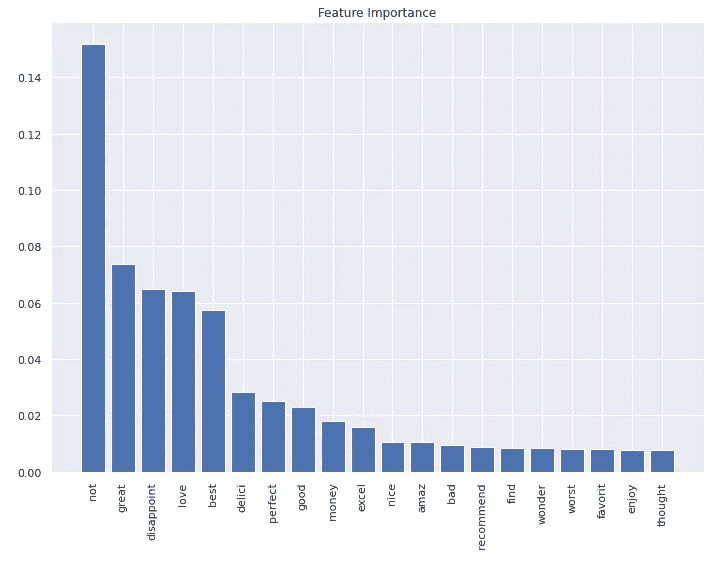 Feature Importance
0.14
0.12
0.10
0.08
0.06
0.04
0.02
0.00
not
great
disappoint
love
best
delici
perfect
good
money
excel
nice
amaz
bad
recommend
find
wonder
worst
favorit
enjoy
thought